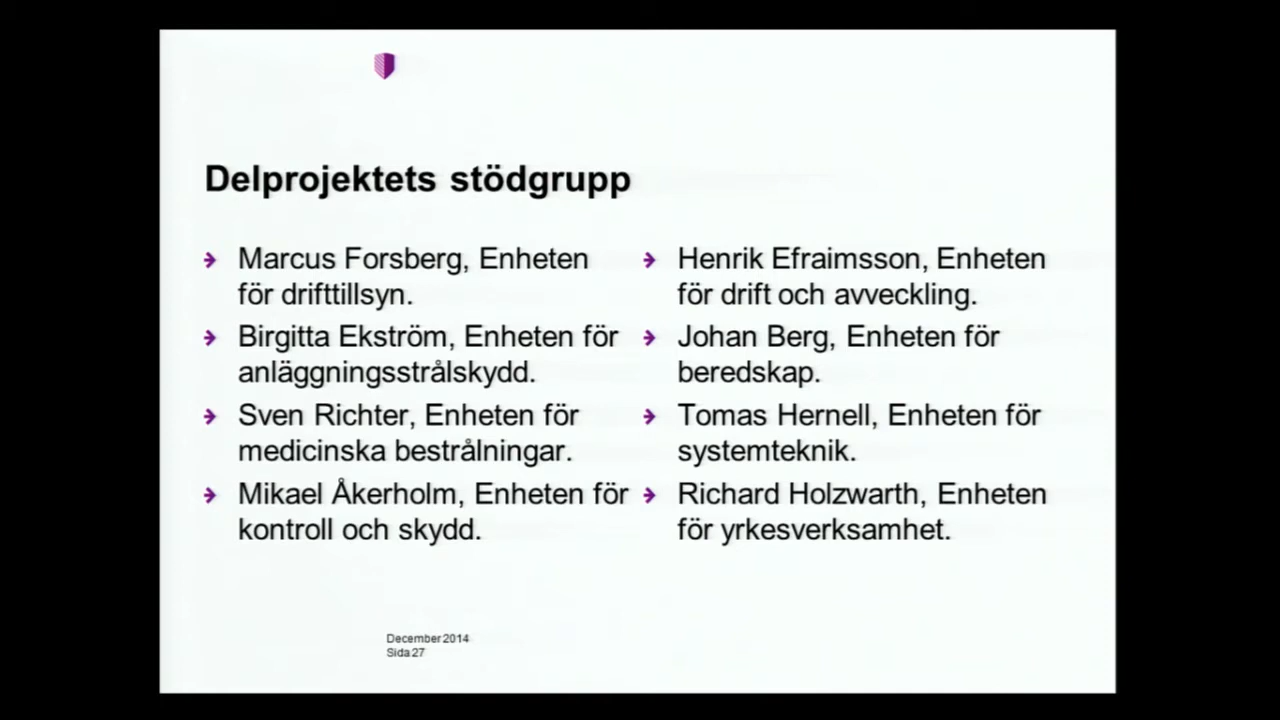 Delprojektets stödgrupp
Marcus Forsberg, Enheten
för drifttillsyn.
Birgitta Ekström, Enheten för
anläggningsstrålskydd.
Sven Richter, Enheten för
medicinska bestrålningar.
Mikael Åkerholm, Enheten för
kontroll och skydd.
Henrik Efraimsson, Enheten
för drift och avveckling.
Johan Berg, Enheten för
beredskap.
Tomas Hernell, Enheten för
systemteknik.
Richard Holzwarth, Enheten
för yrkesverksamhet.
December 2014
Sida 27